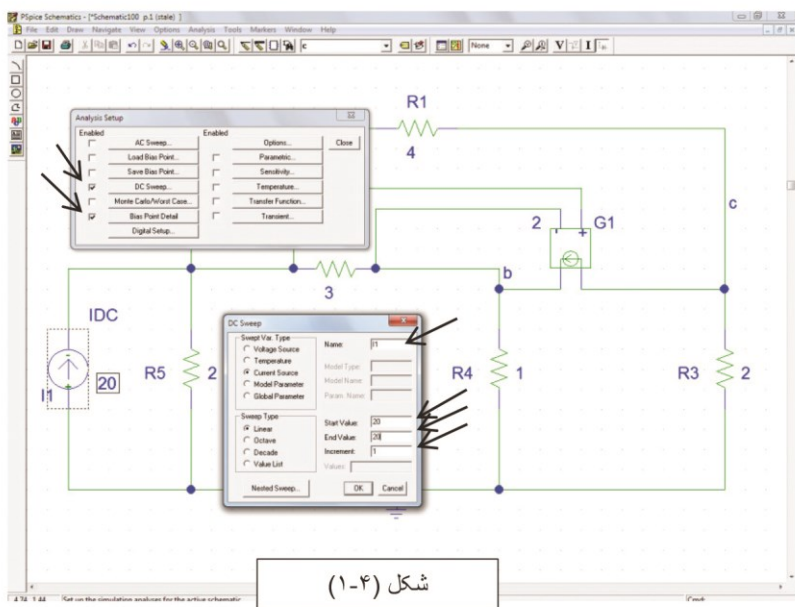 PSpice Schematics - [*Schematic100 p.1 (stale) ]
File Edit Draw Navigate View Options Analysis Tools Markers Window Help
c
None
V
I
R1
4
Analysis Setup
Enabled
Enabled
AC Sweep...
Options...
Close
Load Bias Point...
Parametric...
Save Bias Point...
Sensitivity...
DC Sweep...
Temperature...
Monte Carlo/Worst Case...
Transfer Function...
Bias Point Detail
Transient...
Digital Setup...
c
2
- +
G1
b
3
IDC
I1
20
R5
2
R4
1
R3
2
DC Sweep
Swept Var. Type
Voltage Source
Temperature
Current Source
Model Parameter
Global Parameter
Name: I1
Model Type:
Model Name:
Param. Name:
Sweep Type
Linear
Octave
Decade
Value List
Start Value: 20
End Value: 20
Increment: 1
Values:
Nested Sweep...
OK
Cancel
شکل (۴-۱)
4.74, 1.44 Set up the simulation analyses for the active schematic
Cmd: